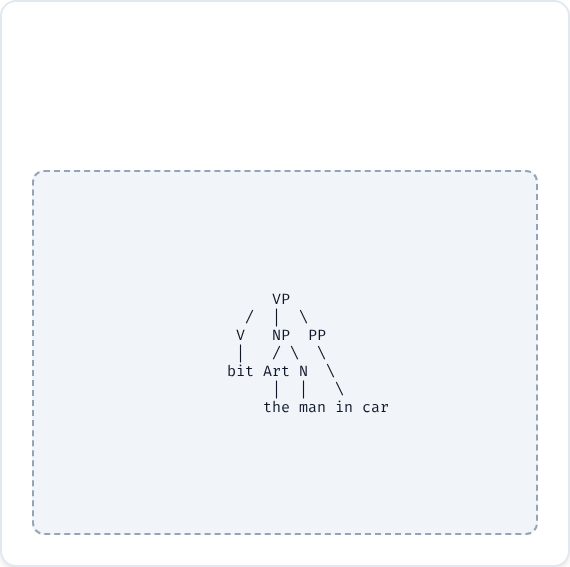 VP
/ | \
V NP PP
| / \ \
bit Art N \
| | \
the man in car